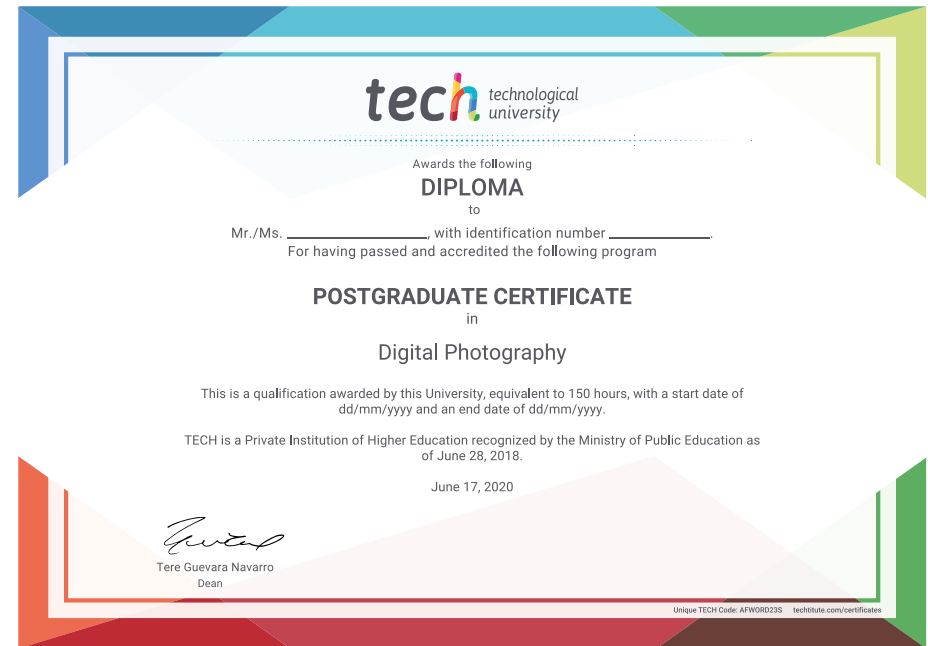 tech technological
university
Awards the following
DIPLOMA
to
Mr./Ms. ____________________, with identification number ______________.
For having passed and accredited the following program
POSTGRADUATE CERTIFICATE
in
Digital Photography
This is a qualification awarded by this University, equivalent to 150 hours, with a start date of
dd/mm/yyyy and an end date of dd/mm/yyyy.
TECH is a Private Institution of Higher Education recognized by the Ministry of Public Education as
of June 28, 2018.
June 17, 2020
Tere Guevara Navarro
Dean
Unique TECH Code: AFWORD23S techtitute.com/certificates